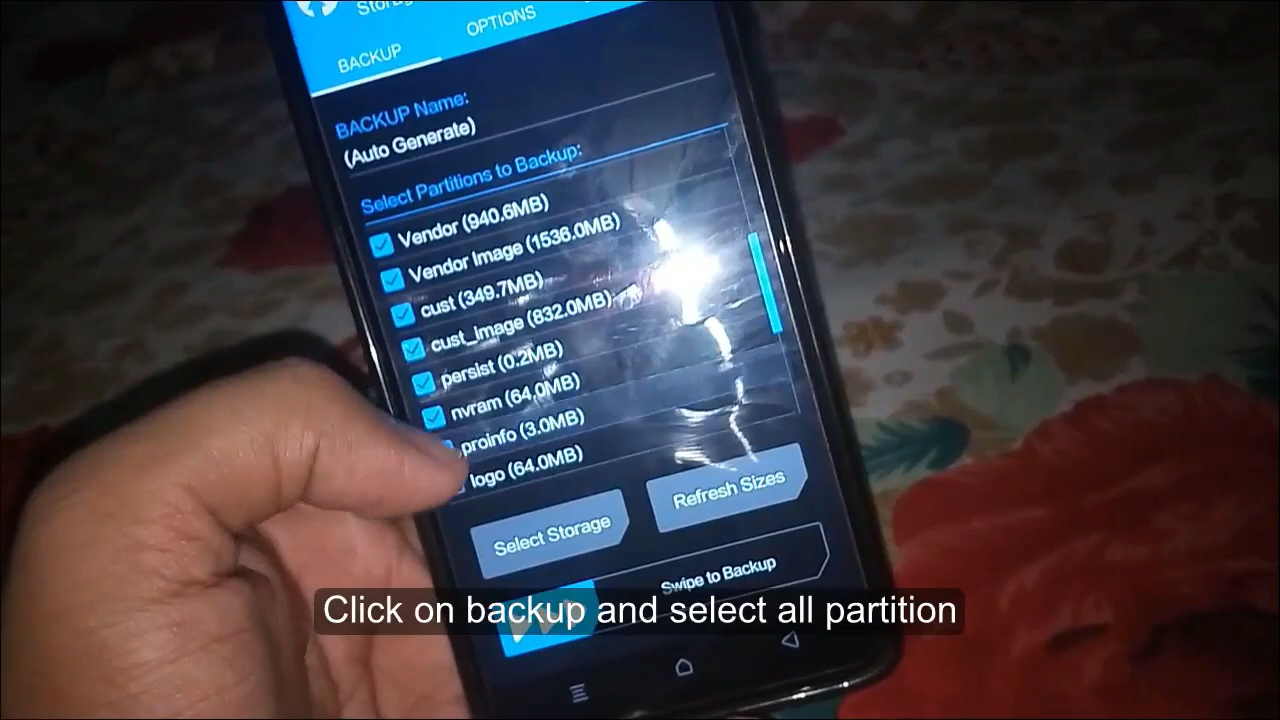 Storage
OPTIONS
BACKUP
BACKUP Name:
(Auto Generate)
Select Partitions to Backup:
Vendor (940.6MB)
Vendor Image (1536.0MB)
cust (349.7MB)
cust_Image (832.0MB)
persist (0.2MB)
nvram (64.0MB)
proinfo (3.0MB)
logo (64.0MB)
Select Storage
Refresh Sizes
Swipe to Backup
Click on backup and select all partition